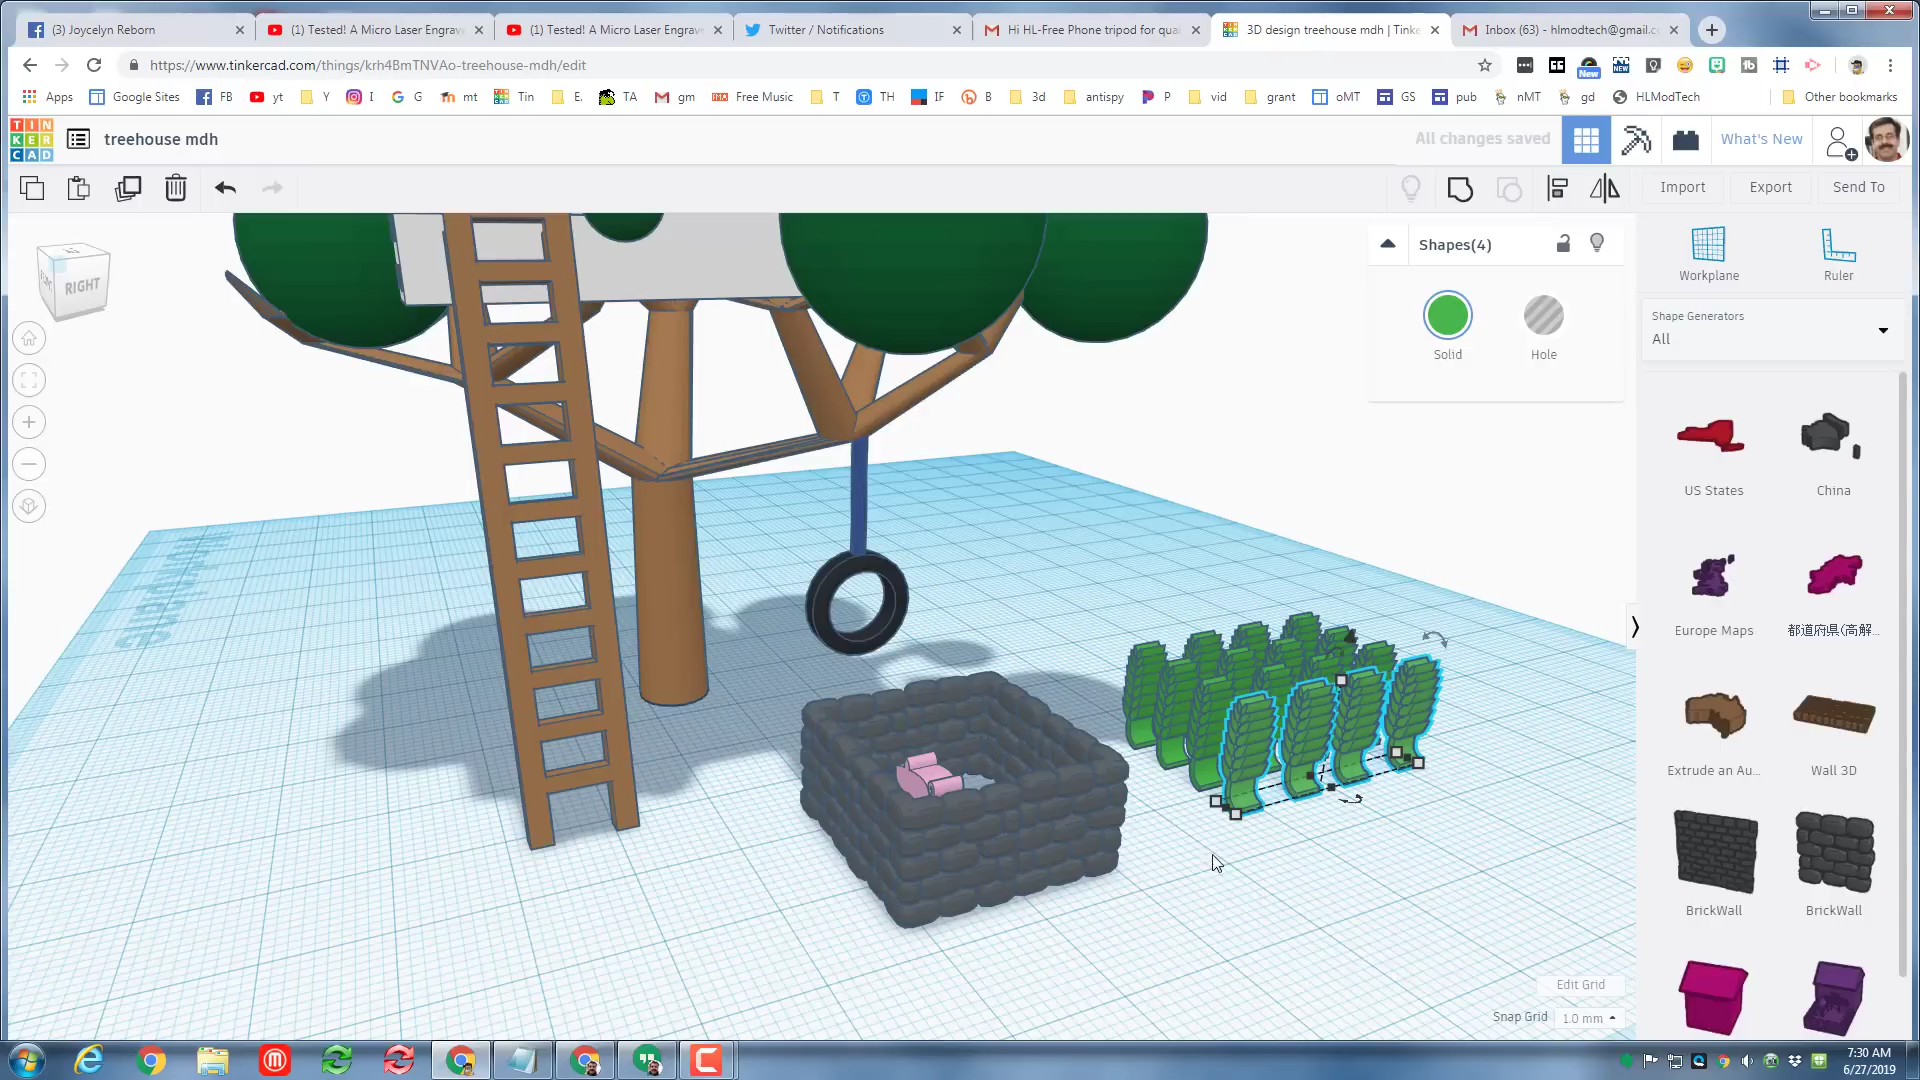 (3) Joycelyn Reborn
(1) Tested! A Micro Laser Engrave
(1) Tested! A Micro Laser Engrave
Twitter / Notifications
Hi HL-Free Phone tripod for qua
3D design treehouse mdh | Tinke
Inbox (63) - hlmodtech@gmail.c
https://www.tinkercad.com/things/krh4BmTNVAo-treehouse-mdh/edit
Apps
Google Sites
FB
yt
Y
I
G
mt
Tin
E.
TA
gm
Free Music
T
TH
IF
B
3d
antispy
P
vid
grant
oMT
GS
pub
nMT
gd
HLModTech
Other bookmarks
TINKERCAD
treehouse mdh
All changes saved
What's New
Import
Export
Send To
RIGHT
Shapes(4)
Solid
Hole
Workplane
Ruler
Shape Generators
All
US States
China
Europe Maps
都道府県(高解...
Extrude an Au...
Wall 3D
BrickWall
BrickWall
Edit Grid
Snap Grid
1.0 mm
7:30 AM
6/27/2019